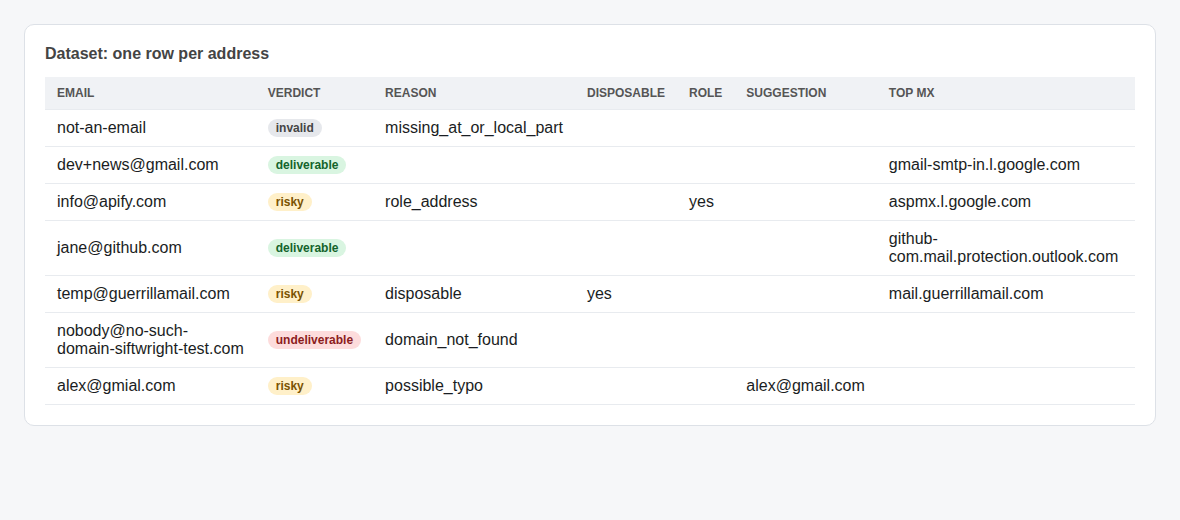 Dataset: one row per address
EMAIL VERDICT REASON DISPOSABLE ROLE SUGGESTION TOP MX
not-an-email invalid missing_at_or_local_part
dev+news@gmail.com deliverable gmail-smtp-in.l.google.com
info@apify.com risky role_address yes aspmx.l.google.com
jane@github.com deliverable github-
com.mail.protection.outlook.com
temp@guerrillamail.com risky disposable yes mail.guerrillamail.com
nobody@no-such-
domain-siftwright-test.com undeliverable domain_not_found
alex@gmial.com risky possible_typo alex@gmail.com